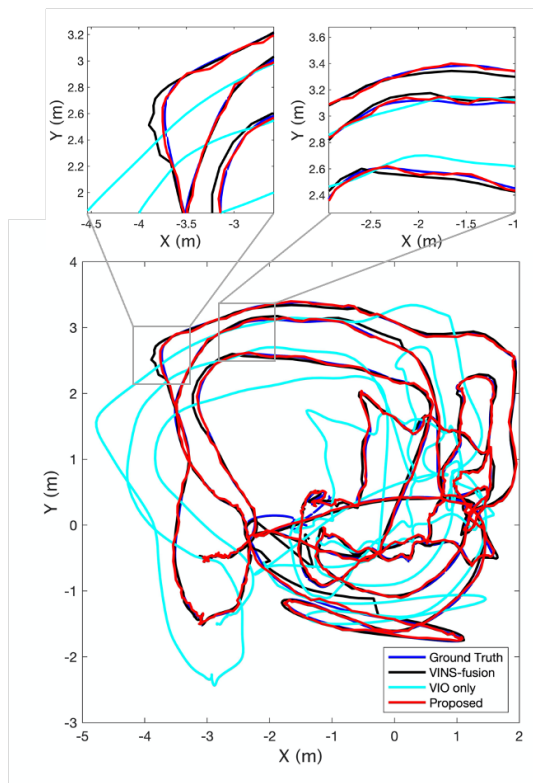 3.2
3
2.8
2.6
2.4
2.2
2
Y (m)
-4.5 -4 -3.5 -3
X (m)
3.6
3.4
3.2
3
2.8
2.6
2.4
Y (m)
-2.5 -2 -1.5 -1
X (m)
4
3
2
1
0
-1
-2
-3
Y (m)
-5 -4 -3 -2 -1 0 1 2
X (m)
Ground Truth
VINS-fusion
VIO only
Proposed